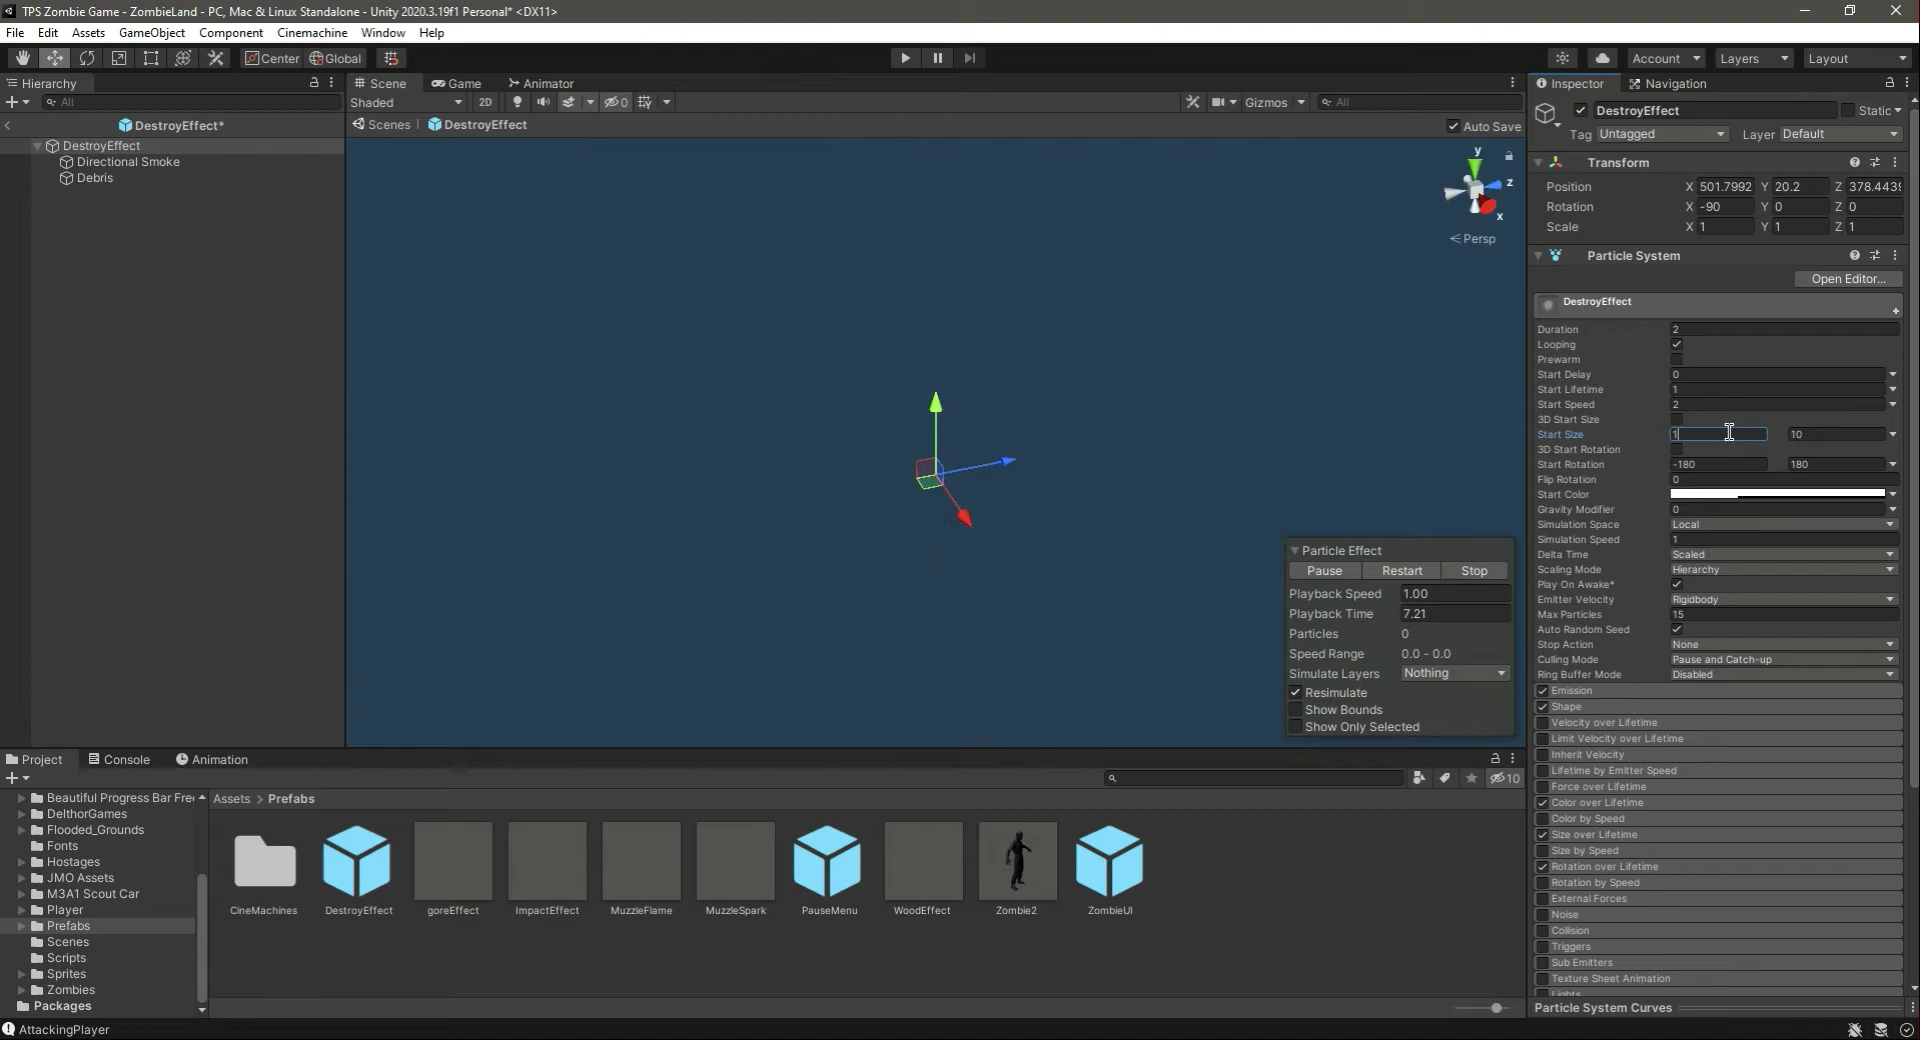 TPS Zombie Game - ZombieLand - PC, Mac & Linux Standalone - Unity 2020.3.19f1 Personal* <DX11>
File Edit Assets GameObject Component Cinemachine Window Help
Center Global
Account Layers Layout
Hierarchy
All
DestroyEffect*
DestroyEffect
Directional Smoke
Debris
Scene Game Animator
Shaded 2D 0 Gizmos All
Scenes DestroyEffect Auto Save
y
z
x
Persp
Particle Effect
Pause Restart Stop
Playback Speed 1.00
Playback Time 7.21
Particles 0
Speed Range 0.0 - 0.0
Simulate Layers Nothing
Resimulate
Show Bounds
Show Only Selected
Inspector Navigation
DestroyEffect Static
Tag Untagged Layer Default
Transform
Position X 501.7992 Y 20.2 Z 378.4439
Rotation X -90 Y 0 Z 0
Scale X 1 Y 1 Z 1
Particle System
Open Editor...
DestroyEffect
Duration 2
Looping
Prewarm
Start Delay 0
Start Lifetime 1
Start Speed 2
3D Start Size
Start Size 1 10
3D Start Rotation
Start Rotation -180 180
Flip Rotation 0
Start Color
Gravity Modifier 0
Simulation Space Local
Simulation Speed 1
Delta Time Scaled
Scaling Mode Hierarchy
Play On Awake*
Emitter Velocity Rigidbody
Max Particles 15
Auto Random Seed
Stop Action None
Culling Mode Pause and Catch-up
Ring Buffer Mode Disabled
Emission
Shape
Velocity over Lifetime
Limit Velocity over Lifetime
Inherit Velocity
Lifetime by Emitter Speed
Force over Lifetime
Color over Lifetime
Color by Speed
Size over Lifetime
Size by Speed
Rotation over Lifetime
Rotation by Speed
External Forces
Noise
Collision
Triggers
Sub Emitters
Texture Sheet Animation
Lights
Particle System Curves
Project Console Animation
10
Beautiful Progress Bar Free
DelthorGames
Flooded_Grounds
Fonts
Hostages
JMO Assets
M3A1 Scout Car
Player
Prefabs
Scenes
Scripts
Sprites
Zombies
Packages
Assets > Prefabs
CineMachines DestroyEffect goreEffect ImpactEffect MuzzleFlame MuzzleSpark PauseMenu WoodEffect Zombie2 ZombieUI
AttackingPlayer